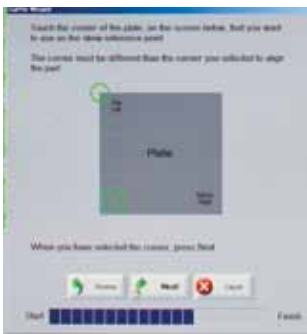 Touch the corner of the plate, on the screen below, that you want
to use as the skew reference point
The corner must be different than the corner you selected to align
the part
Plate
When you have selected the corner, press Next
Next
Cancel
Start
Finish